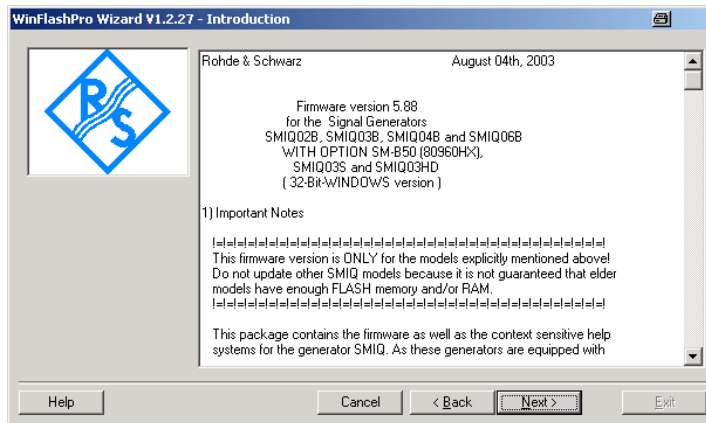 WinFlashPro Wizard V1.2.27 - Introduction
R
S
Rohde & Schwarz August 04th, 2003
Firmware version 5.88
for the Signal Generators
SMIQ02B, SMIQ03B, SMIQ04B and SMIQ06B
WITH OPTION SM-B50 (80960HX),
SMIQ03S and SMIQ03HD
( 32-Bit-WINDOWS version )
1) Important Notes
!=!=!=!=!=!=!=!=!=!=!=!=!=!=!=!=!=!=!=!=!=!=!=!=!=!=!=!=!=!=!=!=!=!=!=!=!
This firmware version is ONLY for the models explicitly mentioned above!
Do not update other SMIQ models because it is not guaranteed that elder
models have enough FLASH memory and/or RAM.
!=!=!=!=!=!=!=!=!=!=!=!=!=!=!=!=!=!=!=!=!=!=!=!=!=!=!=!=!=!=!=!=!=!=!=!=!
This package contains the firmware as well as the context sensitive help
systems for the generator SMIQ. As these generators are equipped with
Help Cancel < Back Next > Exit